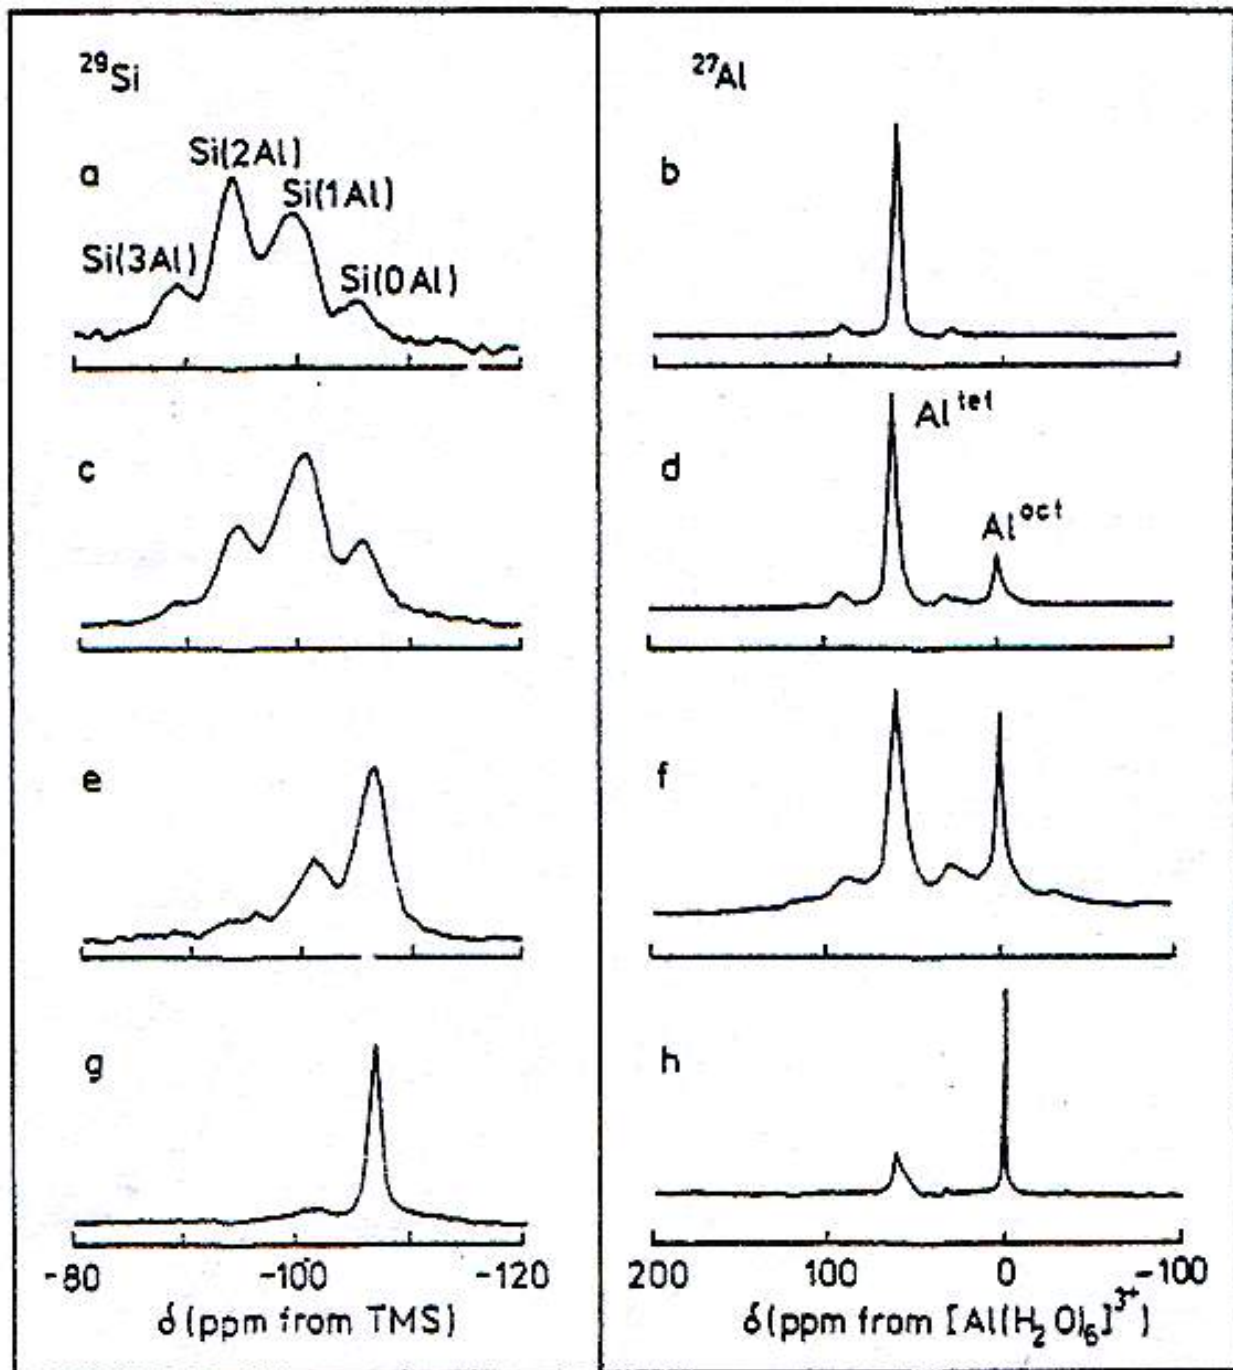 ²⁹Si
a
Si(3Al)
Si(2Al)
Si(1Al)
Si(0Al)
²⁷Al
b
c
d
Al^tet
Al^oct
e
f
g
h
-80 -100 -120
δ(ppm from TMS)
200 100 0 -100
δ(ppm from [Al(H₂O)₆]³⁺